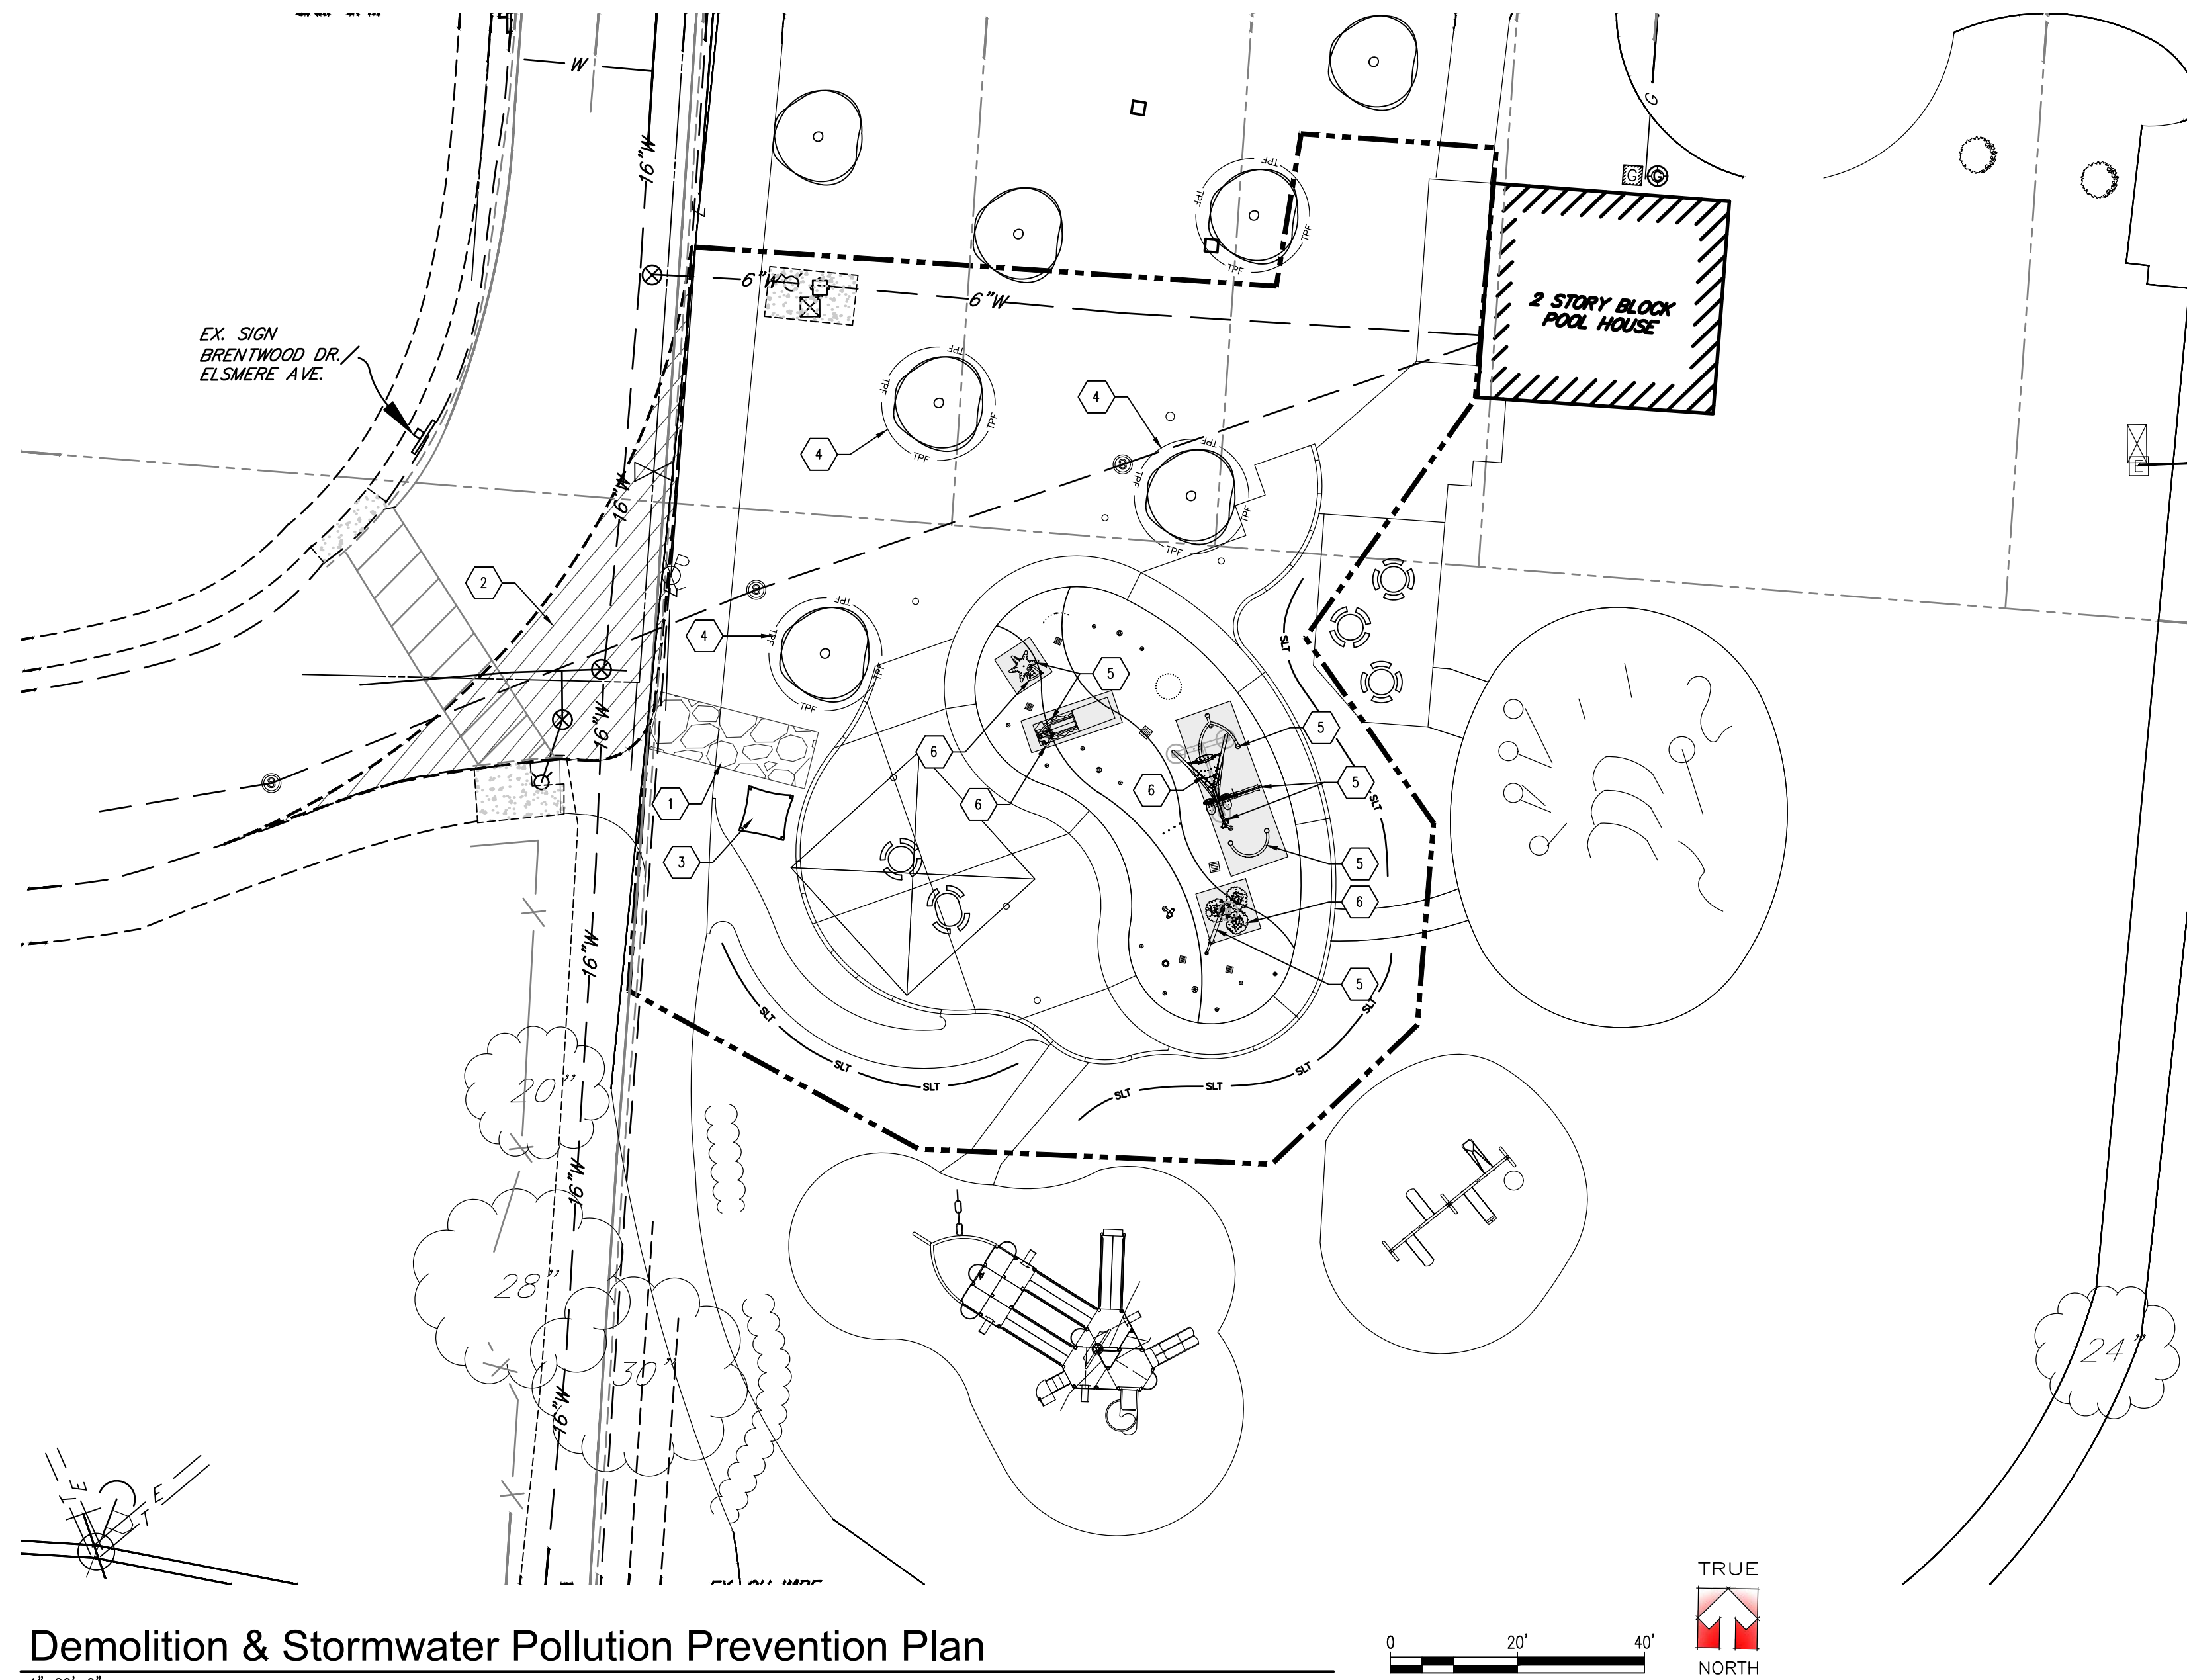 W
16"W
G
G
G
TPF
TPF
TPF
TPF
6"W
6"W
2 STORY BLOCK
POOL HOUSE
EX. SIGN
BRENTWOOD DR./
ELSMERE AVE.
TPF
TPF
TPF
TPF
4
4
TPF
TPF
TPF
TPF
S
E
16"W
2
S
4
TPF
TPF
TPF
TPF
SLT
5
6
5
16"W
S
1
6
6
5
SLT
3
5
6
5
16"W
SLT
SLT
SLT
SLT
SLT
SLT
SLT
20"
16"W
28"
30"
24"
16"W
T E
E
T
TRUE
NORTH
0 20' 40'
Demolition & Stormwater Pollution Prevention Plan